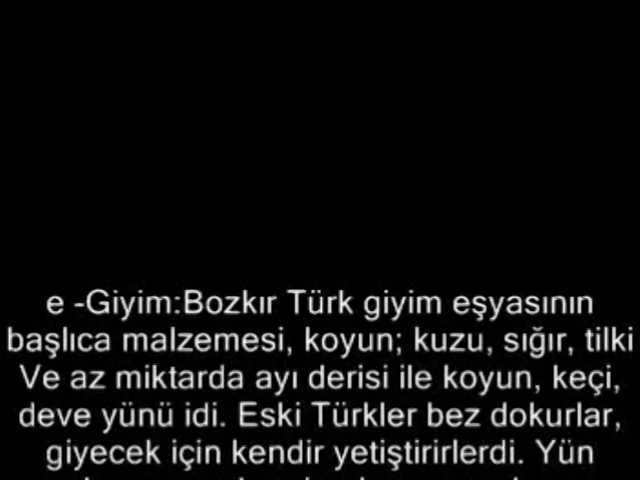 e -Giyim:Bozkır Türk giyim eşyasının
başlıca malzemesi, koyun; kuzu, sığır, tilki
Ve az miktarda ayı derisi ile koyun, keçi,
deve yünü idi. Eski Türkler bez dokurlar,
giyecek için kendir yetiştirirlerdi. Yün